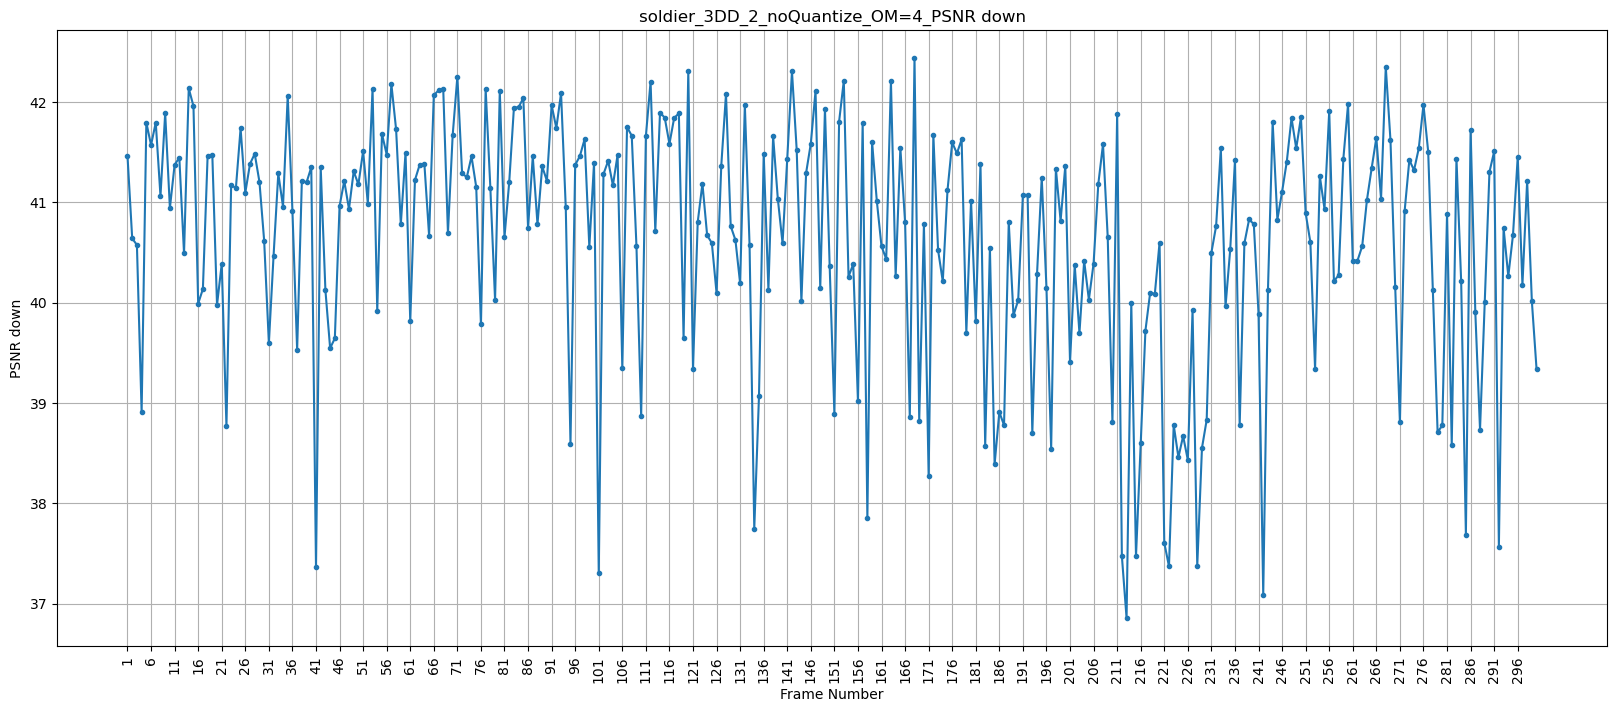 soldier_3DD_2_noQuantize_OM=4_PSNR down
PSNR down
42
41
40
39
38
37
1 6 11 16 21 26 31 36 41 46 51 56 61 66 71 76 81 86 91 96 101 106 111 116 121 126 131 136 141 146 151 156 161 166 171 176 181 186 191 196 201 206 211 216 221 226 231 236 241 246 251 256 261 266 271 276 281 286 291 296
Frame Number